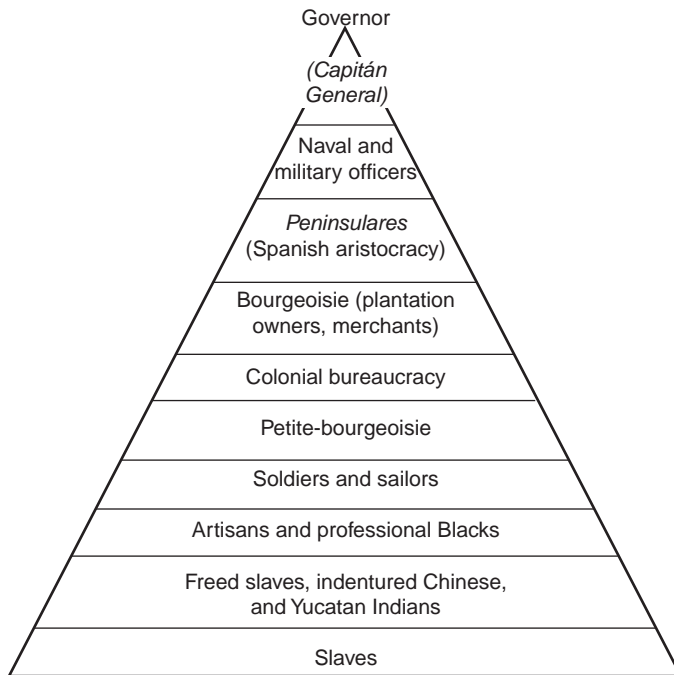 Governor
(Capitán
General)
Naval and
military officers
Peninsulares
(Spanish aristocracy)
Bourgeoisie (plantation
owners, merchants)
Colonial bureaucracy
Petite-bourgeoisie
Soldiers and sailors
Artisans and professional Blacks
Freed slaves, indentured Chinese,
and Yucatan Indians
Slaves